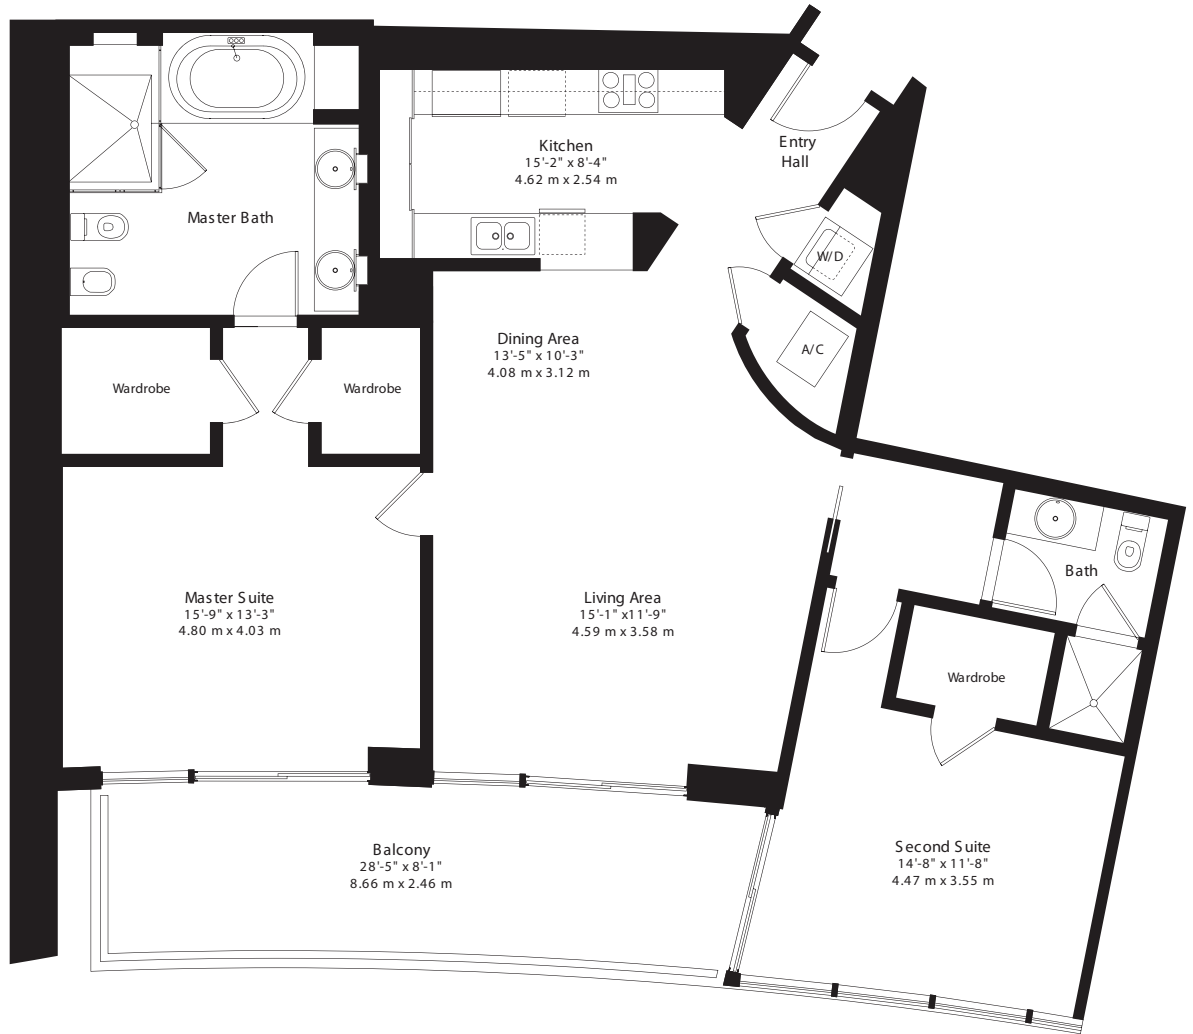 Entry
Hall
Kitchen
15'-2" x 8'-4"
4.62 m x 2.54 m
Master Bath
W/D
Dining Area
13'-5" x 10'-3"
4.08 m x 3.12 m
A/C
Wardrobe
Wardrobe
Bath
Master Suite
15'-9" x 13'-3"
4.80 m x 4.03 m
Living Area
15'-1" x11'-9"
4.59 m x 3.58 m
Wardrobe
Balcony
28'-5" x 8'-1"
8.66 m x 2.46 m
Second Suite
14'-8" x 11'-8"
4.47 m x 3.55 m